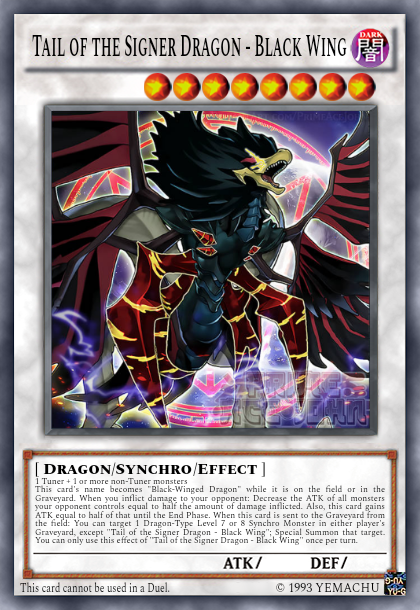 Tail of the Signer Dragon - Black Wing
DARK
闇
[ Dragon/Synchro/Effect ]
1 Tuner + 1 or more non-Tuner monsters
This card's name becomes "Black-Winged Dragon" while it is on the field or in the
Graveyard. When you inflict damage to your opponent: Decrease the ATK of all monsters
your opponent controls equal to half the amount of damage inflicted. Also, this card gains
ATK equal to half of that until the End Phase. When this card is sent to the Graveyard from
the field: You can target 1 Dragon-Type Level 7 or 8 Synchro Monster in either player's
Graveyard, except "Tail of the Signer Dragon - Black Wing"; Special Summon that target.
You can only use this effect of "Tail of the Signer Dragon - Black Wing" once per turn.
ATK/ DEF/
This card cannot be used in a Duel.
© 1993 YEMACHU